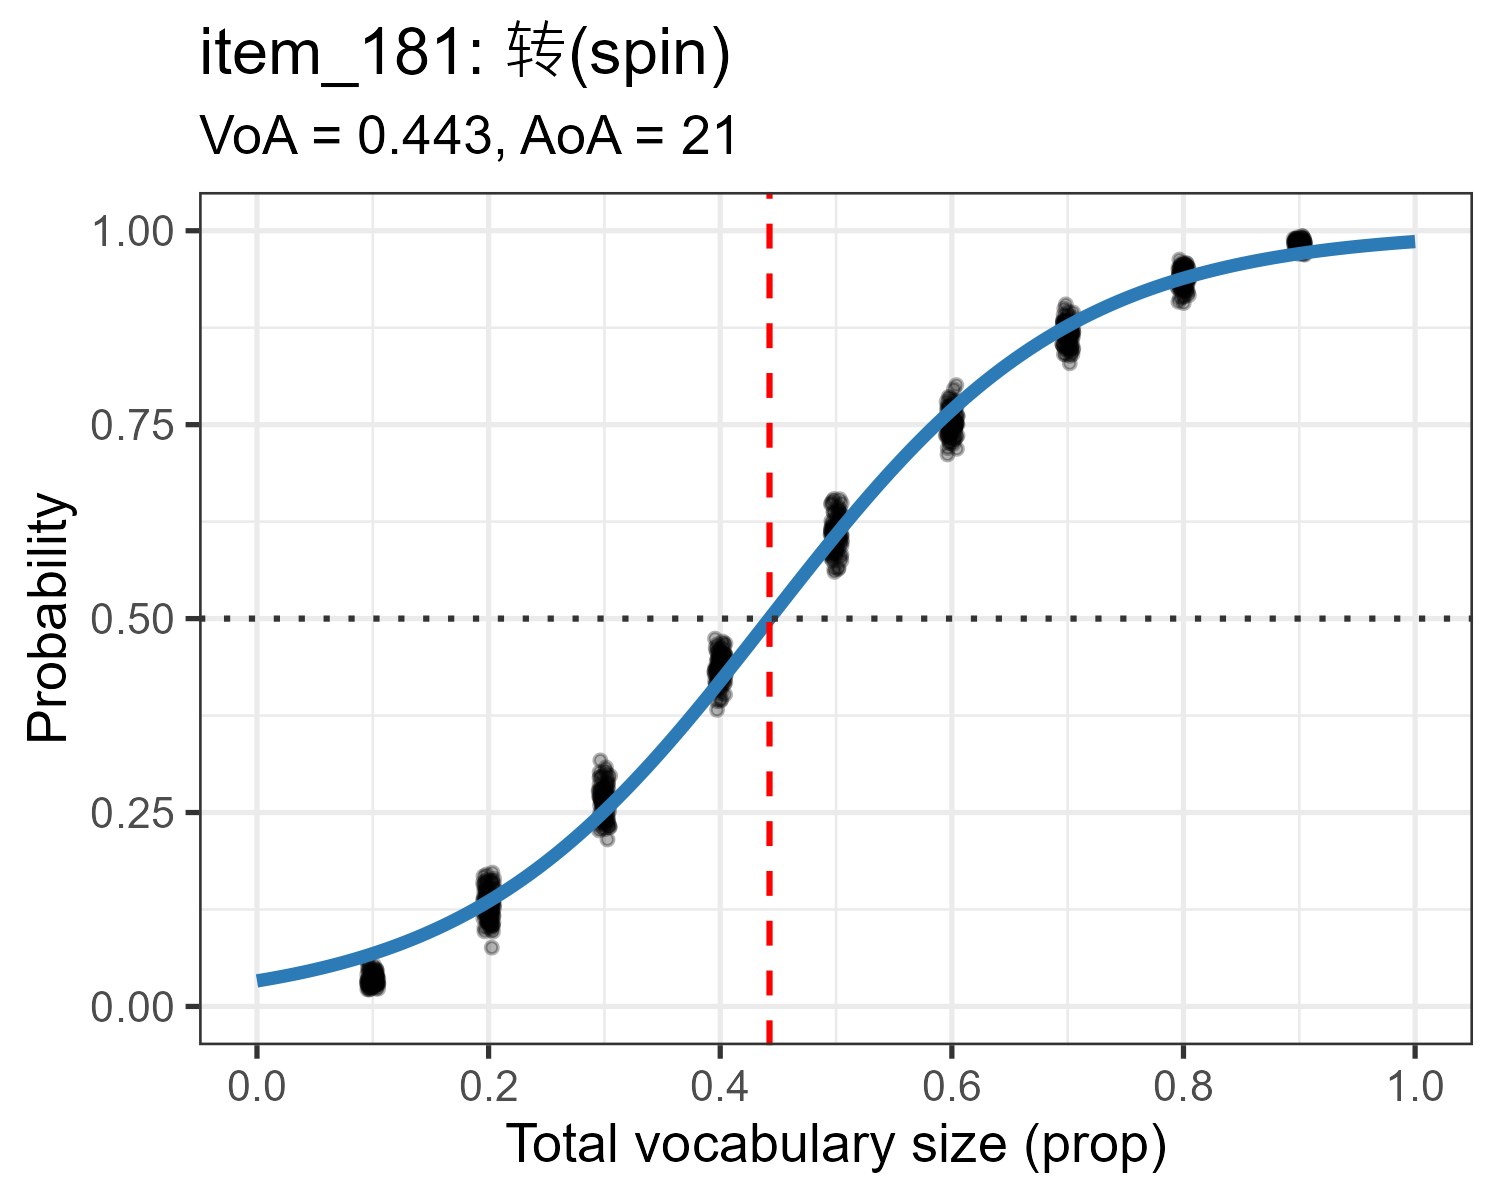 item_181: 转(spin)
VoA = 0.443, AoA = 21
1.00
0.75
0.50
0.25
0.00
Probability
0.0 0.2 0.4 0.6 0.8 1.0
Total vocabulary size (prop)